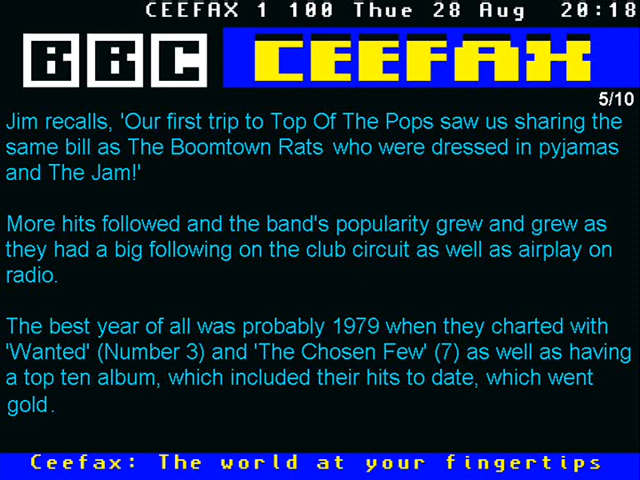 CEEFAX 1 100 Thue 28 Aug 20:18
BBC CEEFAX
5/10
Jim recalls, 'Our first trip to Top Of The Pops saw us sharing the
same bill as The Boomtown Rats who were dressed in pyjamas
and The Jam!'
More hits followed and the band's popularity grew and grew as
they had a big following on the club circuit as well as airplay on
radio.
The best year of all was probably 1979 when they charted with
'Wanted' (Number 3) and 'The Chosen Few' (7) as well as having
a top ten album, which included their hits to date, which went
gold.
Ceefax: The world at your fingertips